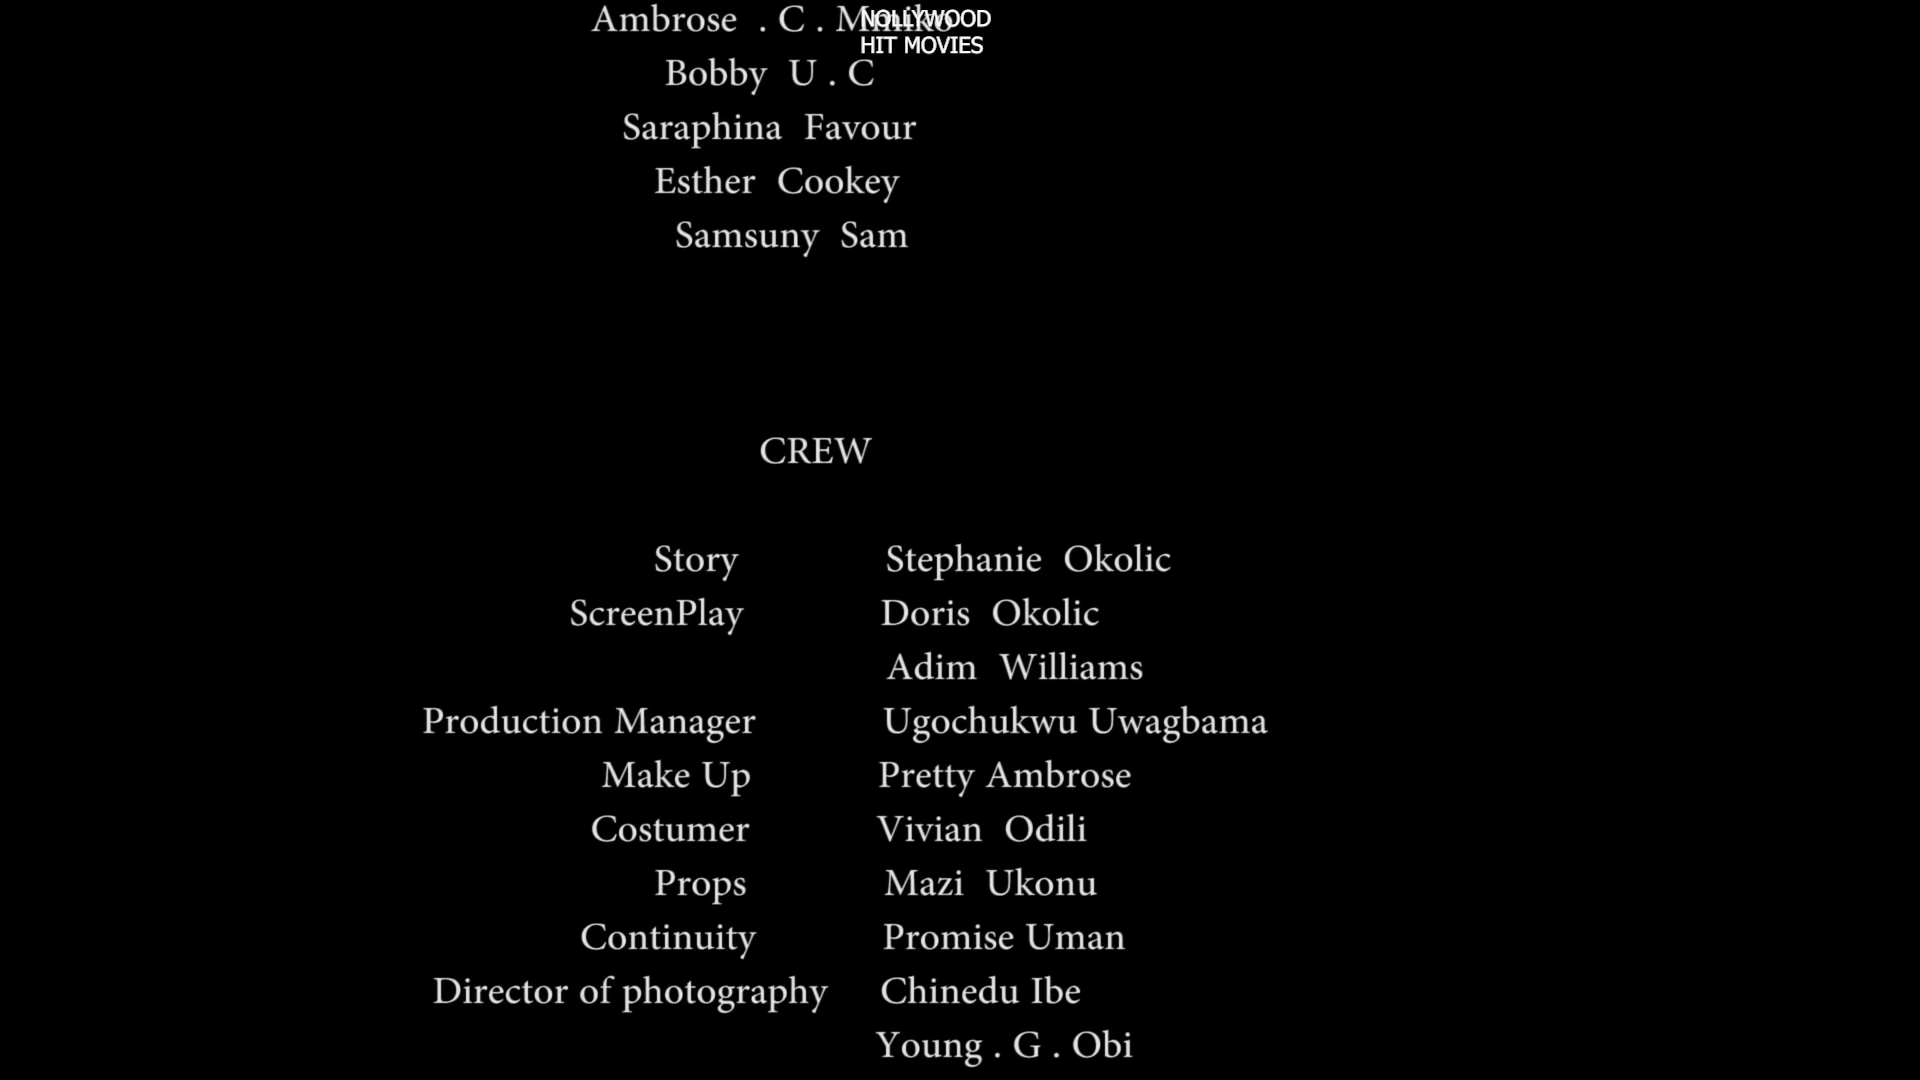 Ambrose . C .
NOLLYWOOD
HIT MOVIES
Bobby U . C
Saraphina Favour
Esther Cookey
Samsuny Sam
CREW
Story Stephanie Okolic
ScreenPlay Doris Okolic
Adim Williams
Production Manager Ugochukwu Uwagbama
Make Up Pretty Ambrose
Costumer Vivian Odili
Props Mazi Ukonu
Continuity Promise Uman
Director of photography Chinedu Ibe
Young . G . Obi